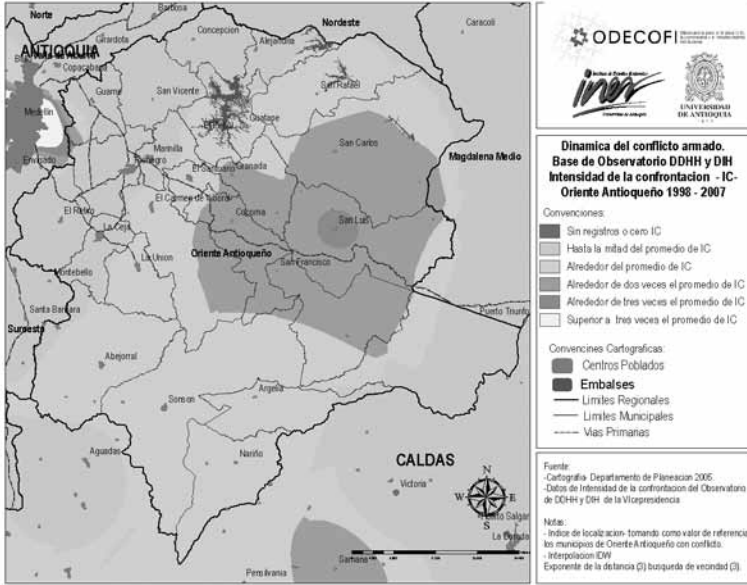 Norte
Barbosa
Nordeste
Caracoli
Concepcion
Girardota
Alejandria
ANTIOQUIA
Copacabana
San Rafael
Guarne
San Vicente
Medellin
Guatape
Envigado
San Carlos
Marinilla
Magdalena Medio
Rionegro
El Santuario
Granada
El Carmen de Viboral
El Retiro
Cocorna
San Luis
La Ceja
Oriente Antioqueño
La Union
San Francisco
Montebello
Santa Barbara
Puerto Triunfo
Suroeste
Abejorral
Argelia
Sonson
Aguadas
Nariño
CALDAS
Victoria
N
W
E
S
Salgar
La Dorada
Samana
Pensilvania
ODECOFI
iner
UNIVERSIDAD
DE ANTIOQUIA
Dinamica del conflicto armado.
Base de Observatorio DDHH y DIH
Intensidad de la confrontacion - IC-
Oriente Antioqueño 1998 - 2007
Convenciones:
Sin registros o cero IC
Hasta la mitad del promedio de IC
Alrededor del promedio de IC
Alrededor de dos veces el promedio de IC
Alrededor de tres veces el promedio de IC
Superior a tres veces el promedio de IC
Convencines Cartograficas:
Centros Poblados
Embalses
Limites Regionales
Limites Municipales
Vias Primarias
Fuente:
-Cartografia- Departamento de Planeacion 2005.
-Datos de Intensidad de la confrontacion del Observatorio
de DDHH y DIH de la Vicepresidencia
Notas:
- Indice de localizacion- tomando como valor de referencia
los municipios de Oriente Antioqueño con conflicto.
- Interpolacion IDW
Exponente de la distancia (3) busqueda de vecindad (3).